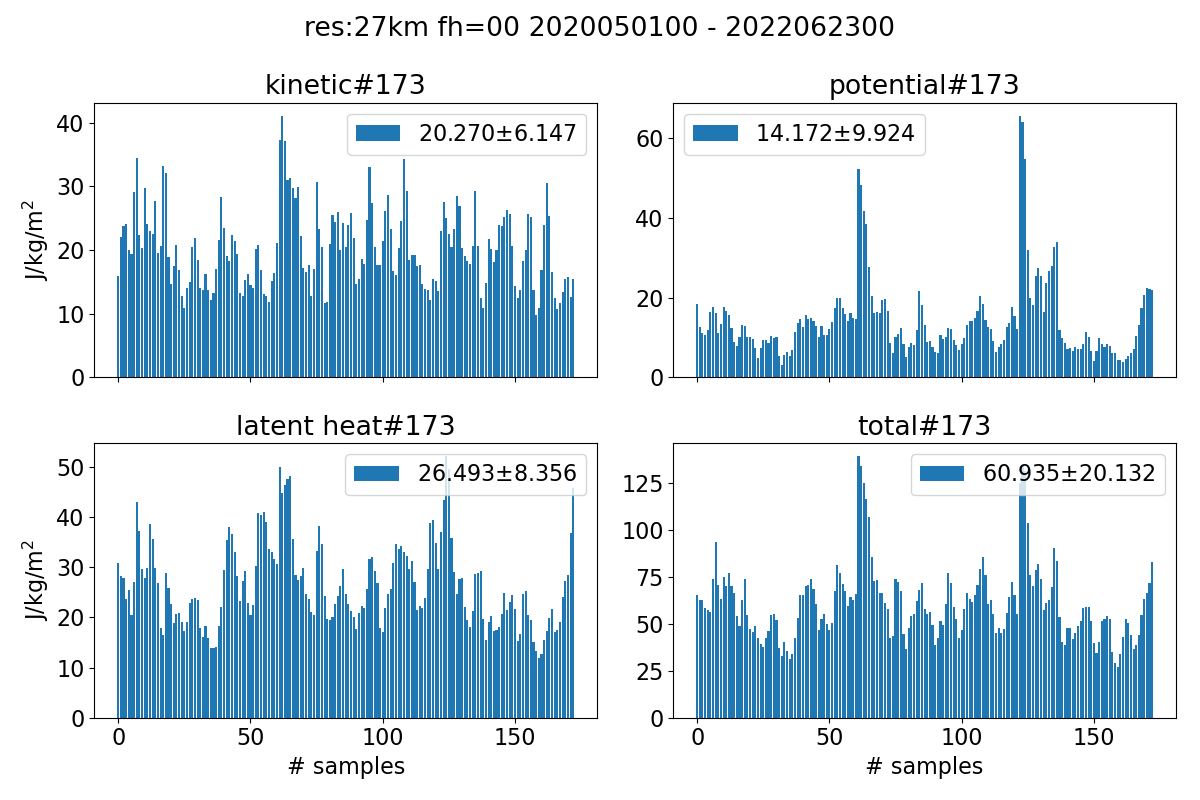 res:27km fh=00 2020050100 - 2022062300
kinetic#173
potential#173
40
30
20
10
0
J/kg/m²
20.270±6.147
60
40
20
0
14.172±9.924
latent heat#173
total#173
50
40
30
20
10
0
J/kg/m²
26.493±8.356
0 50 100 150
# samples
125
100
75
50
25
0
60.935±20.132
0 50 100 150
# samples